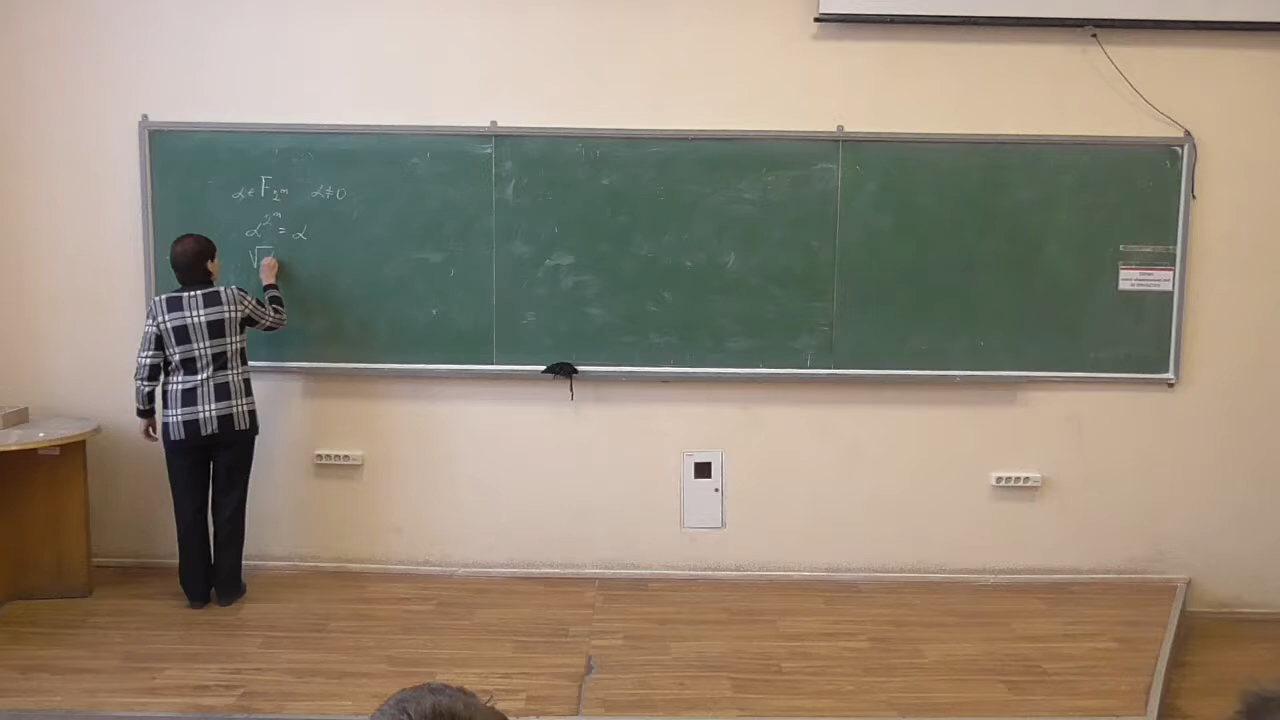 α ∈ F_{2^m} α ≠ 0
α^{2^m} = α
√